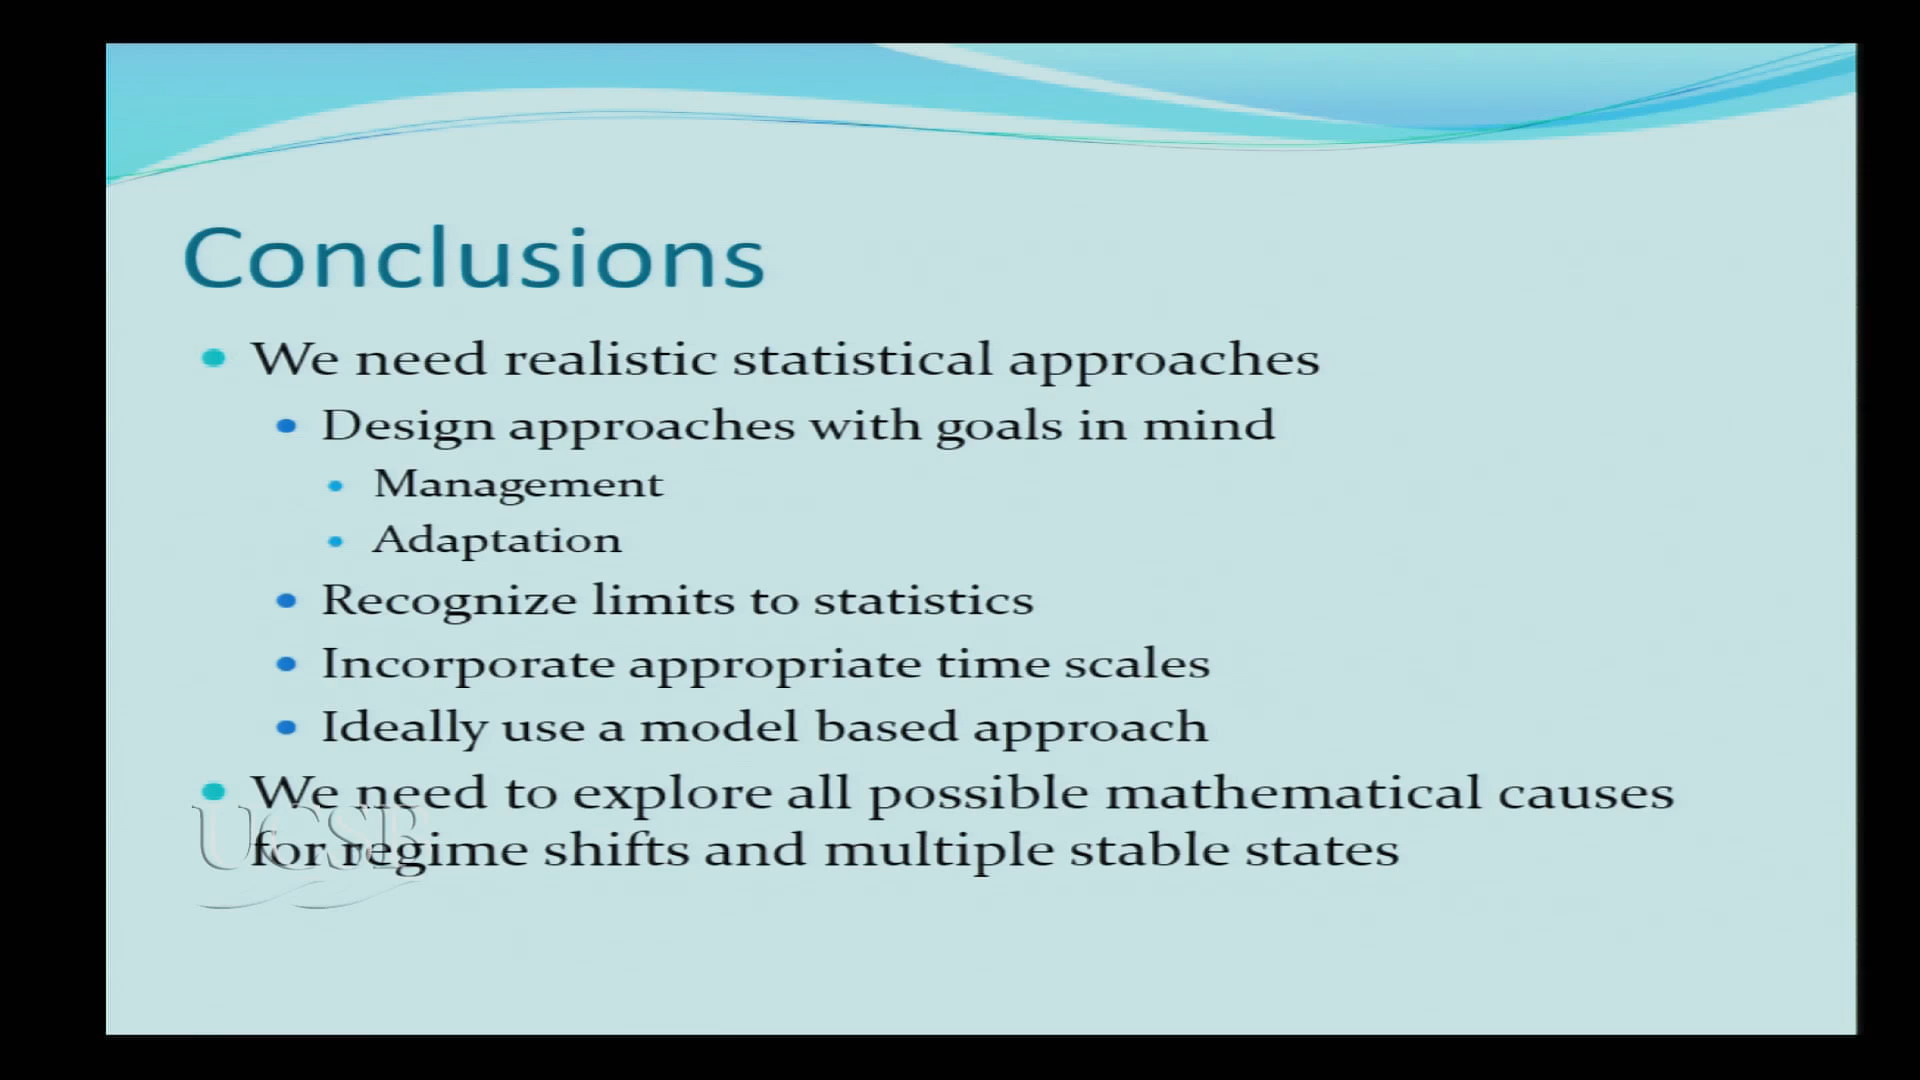 Conclusions
We need realistic statistical approaches
Design approaches with goals in mind
Management
Adaptation
Recognize limits to statistics
Incorporate appropriate time scales
Ideally use a model based approach
We need to explore all possible mathematical causes
for regime shifts and multiple stable states
UCSB